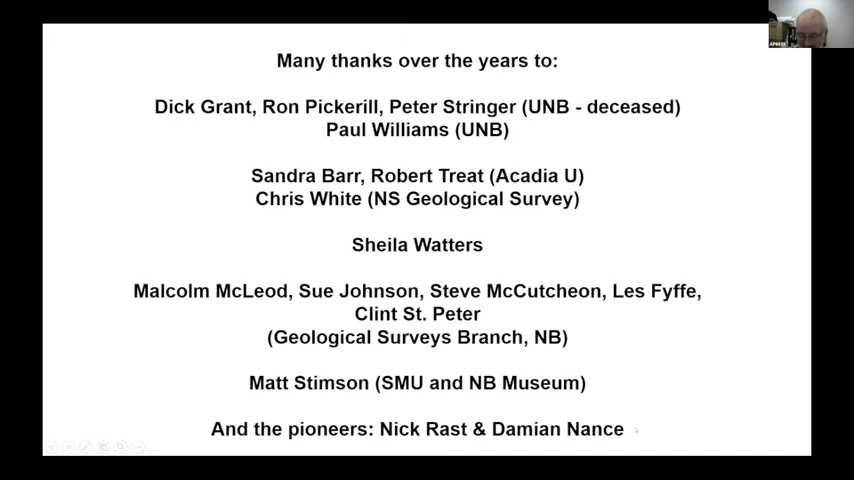 Many thanks over the years to:
Dick Grant, Ron Pickerill, Peter Stringer (UNB - deceased)
Paul Williams (UNB)
Sandra Barr, Robert Treat (Acadia U)
Chris White (NS Geological Survey)
Sheila Watters
Malcolm McLeod, Sue Johnson, Steve McCutcheon, Les Fyffe,
Clint St. Peter
(Geological Surveys Branch, NB)
Matt Stimson (SMU and NB Museum)
And the pioneers: Nick Rast & Damian Nance